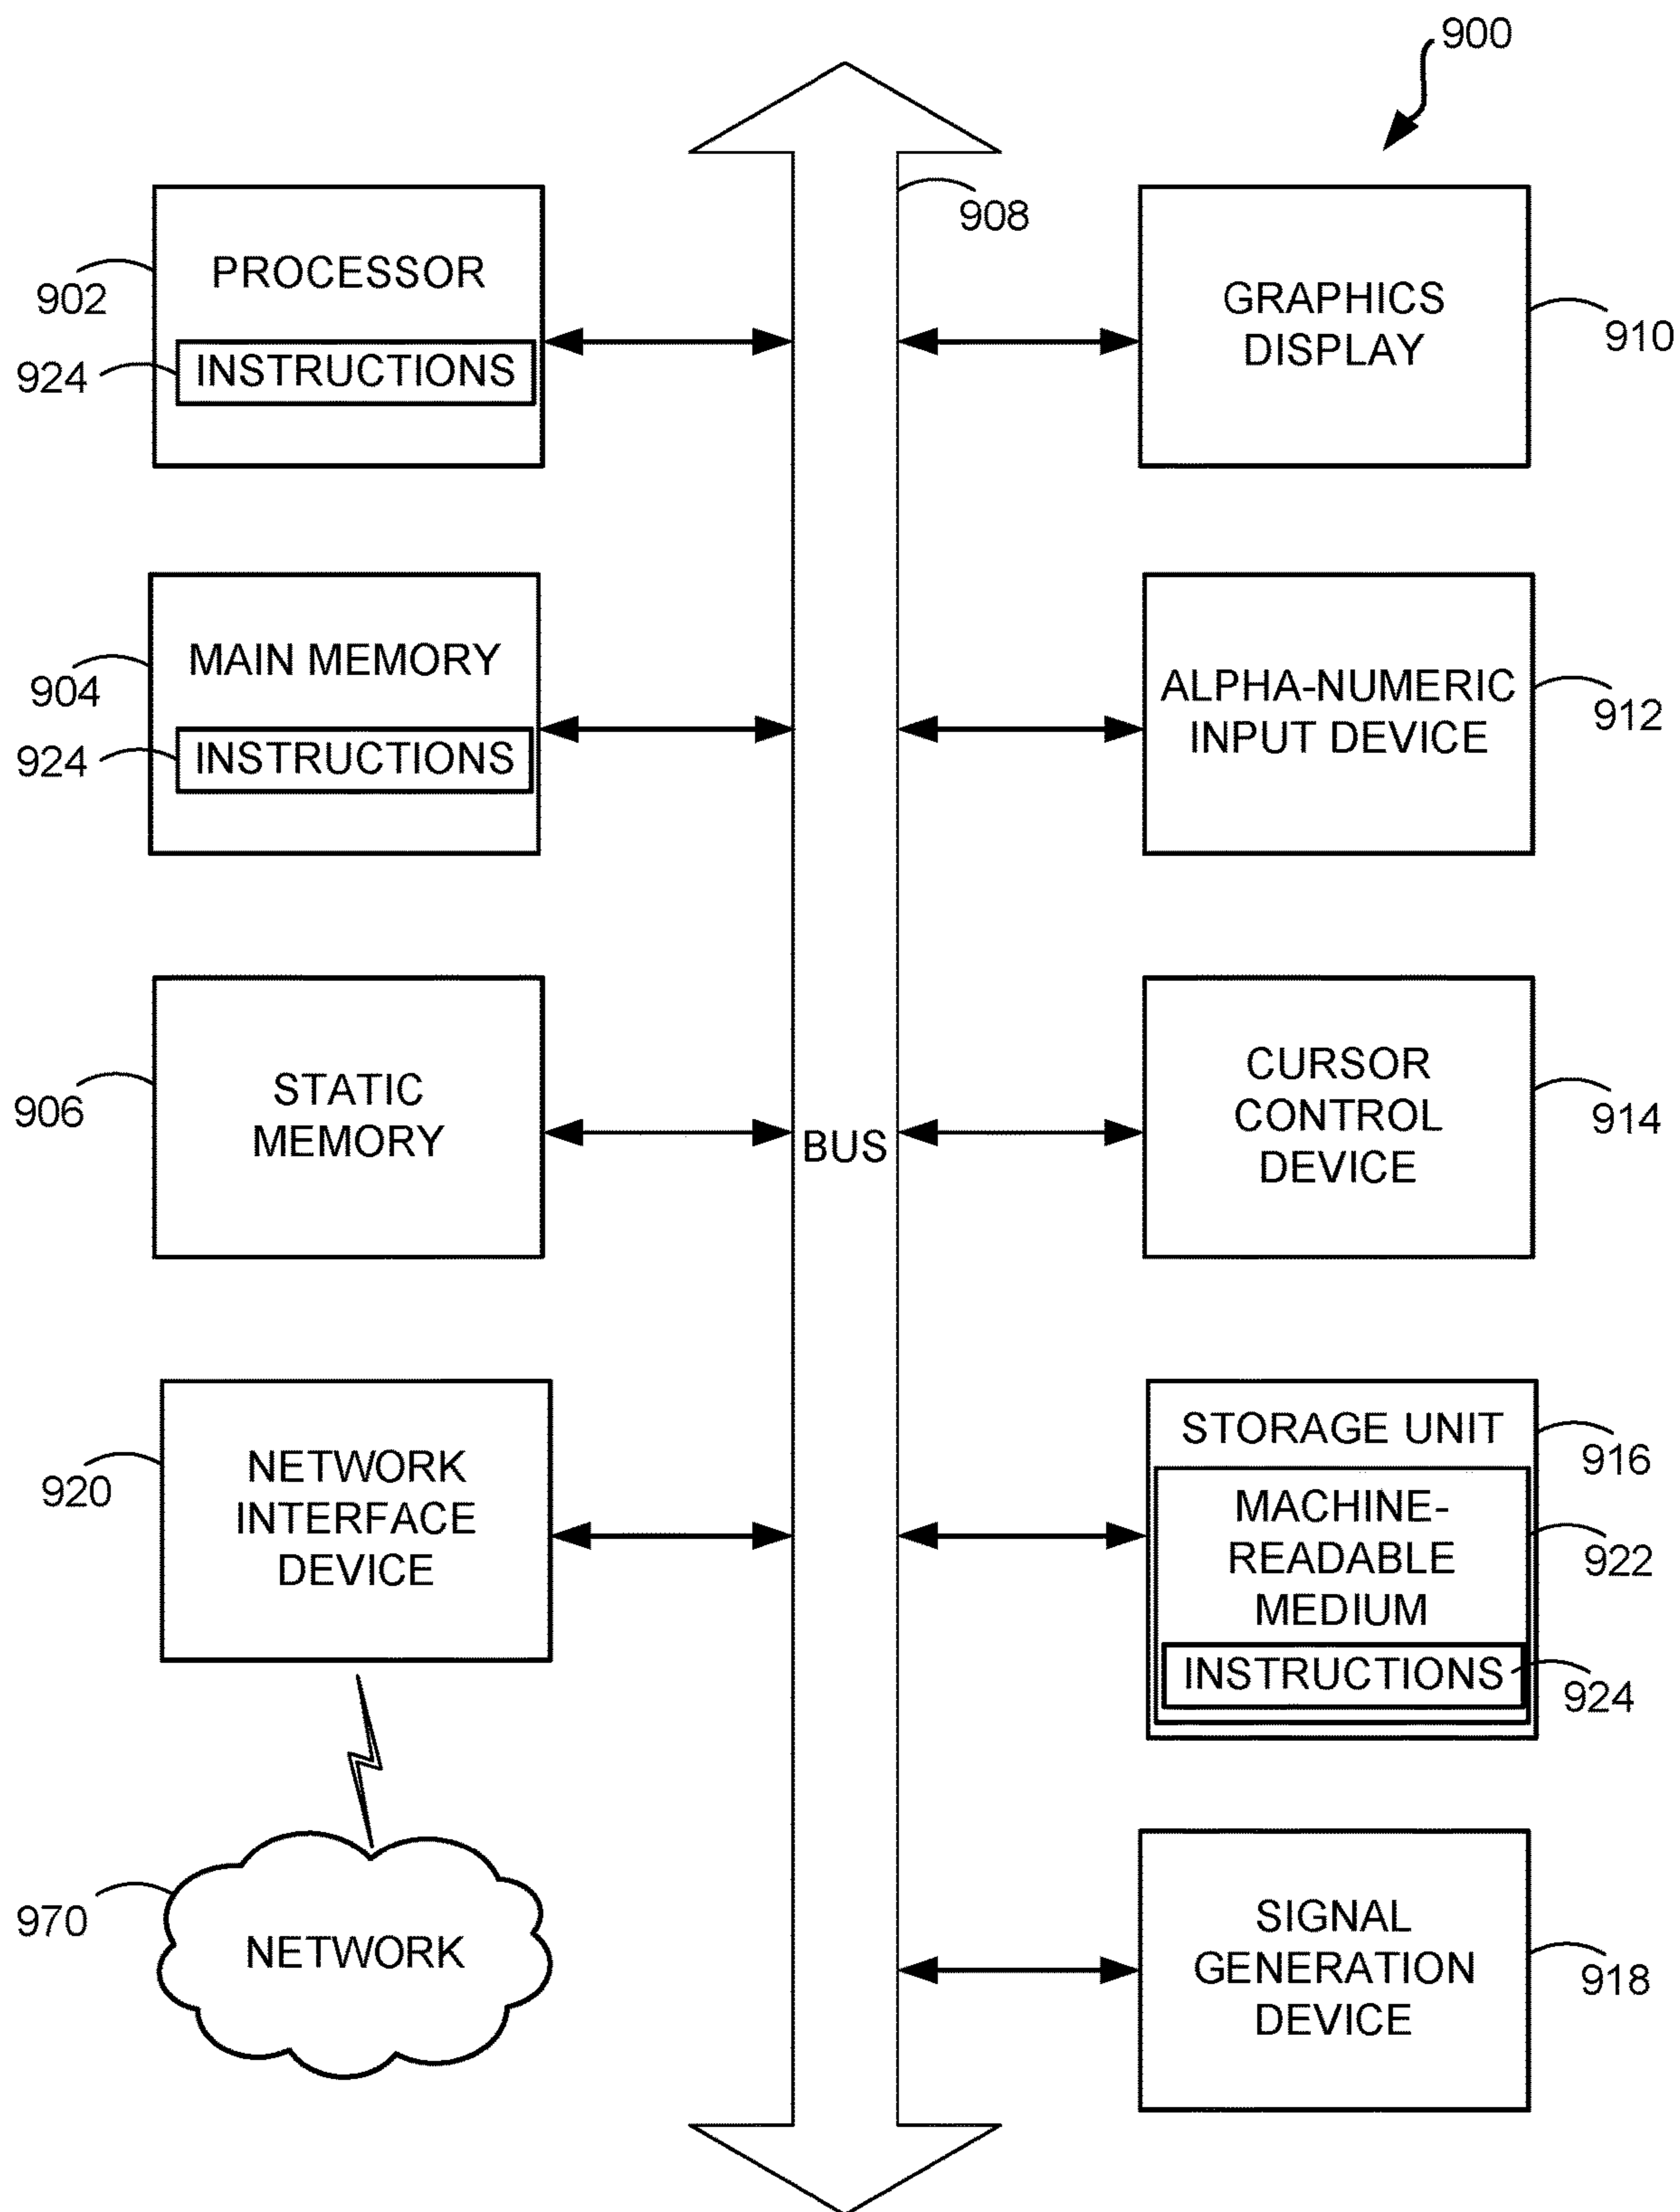 900
908
PROCESSOR
902
INSTRUCTIONS
924
GRAPHICS
DISPLAY
910
MAIN MEMORY
904
INSTRUCTIONS
924
ALPHA-NUMERIC
INPUT DEVICE
912
STATIC
MEMORY
906
BUS
CURSOR
CONTROL
DEVICE
914
NETWORK
INTERFACE
DEVICE
920
STORAGE UNIT
916
MACHINE-
READABLE
MEDIUM
922
INSTRUCTIONS
924
970
NETWORK
SIGNAL
GENERATION
DEVICE
918